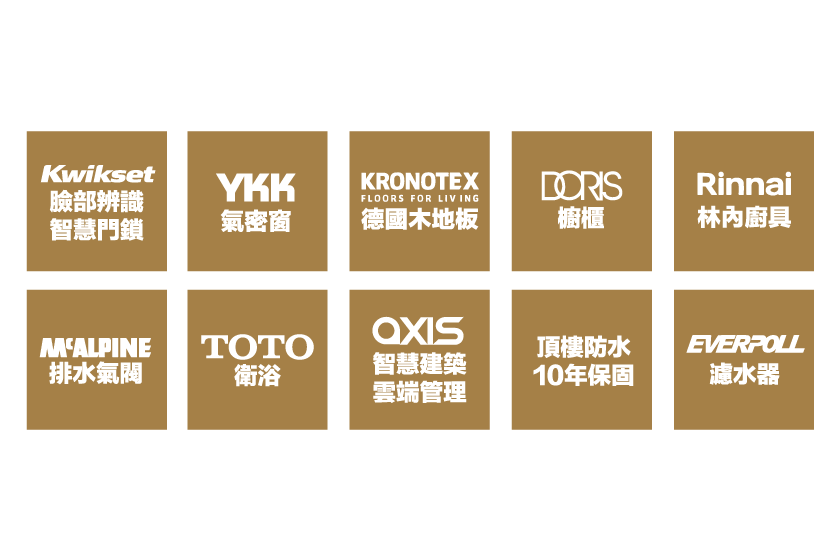 Kwikset
臉部辨識
智慧門鎖
YKK
氣密窗
KRONOTEX
FLOORS FOR LIVING
德國木地板
DORIS
櫥櫃
Rinnai
林內廚具
McALPINE
排水氣閥
TOTO
衛浴
AXIS
智慧建築
雲端管理
頂樓防水
10年保固
EVERPOLL
濾水器